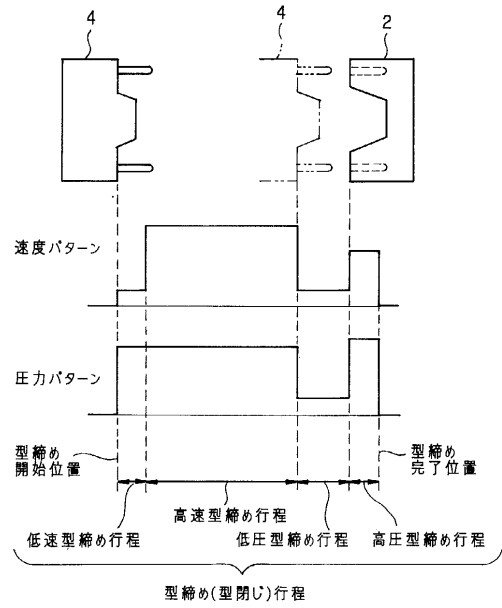 4
4
2
速度パターン
圧力パターン
型締め
開始位置
型締め
完了位置
高速型締め行程
低速型締め行程
低圧型締め行程
高圧型締め行程
型締め(型閉じ)行程